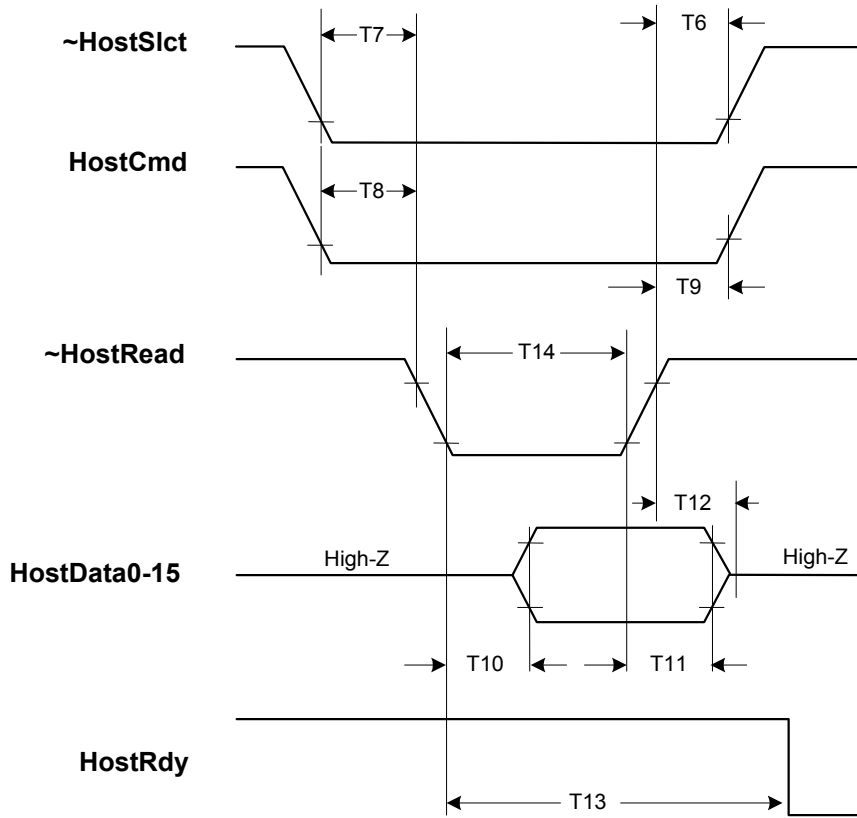 ~HostSlct
T7
T6
HostCmd
T8
T9
~HostRead
T14
T12
HostData0-15
High-Z
High-Z
T10
T11
HostRdy
T13